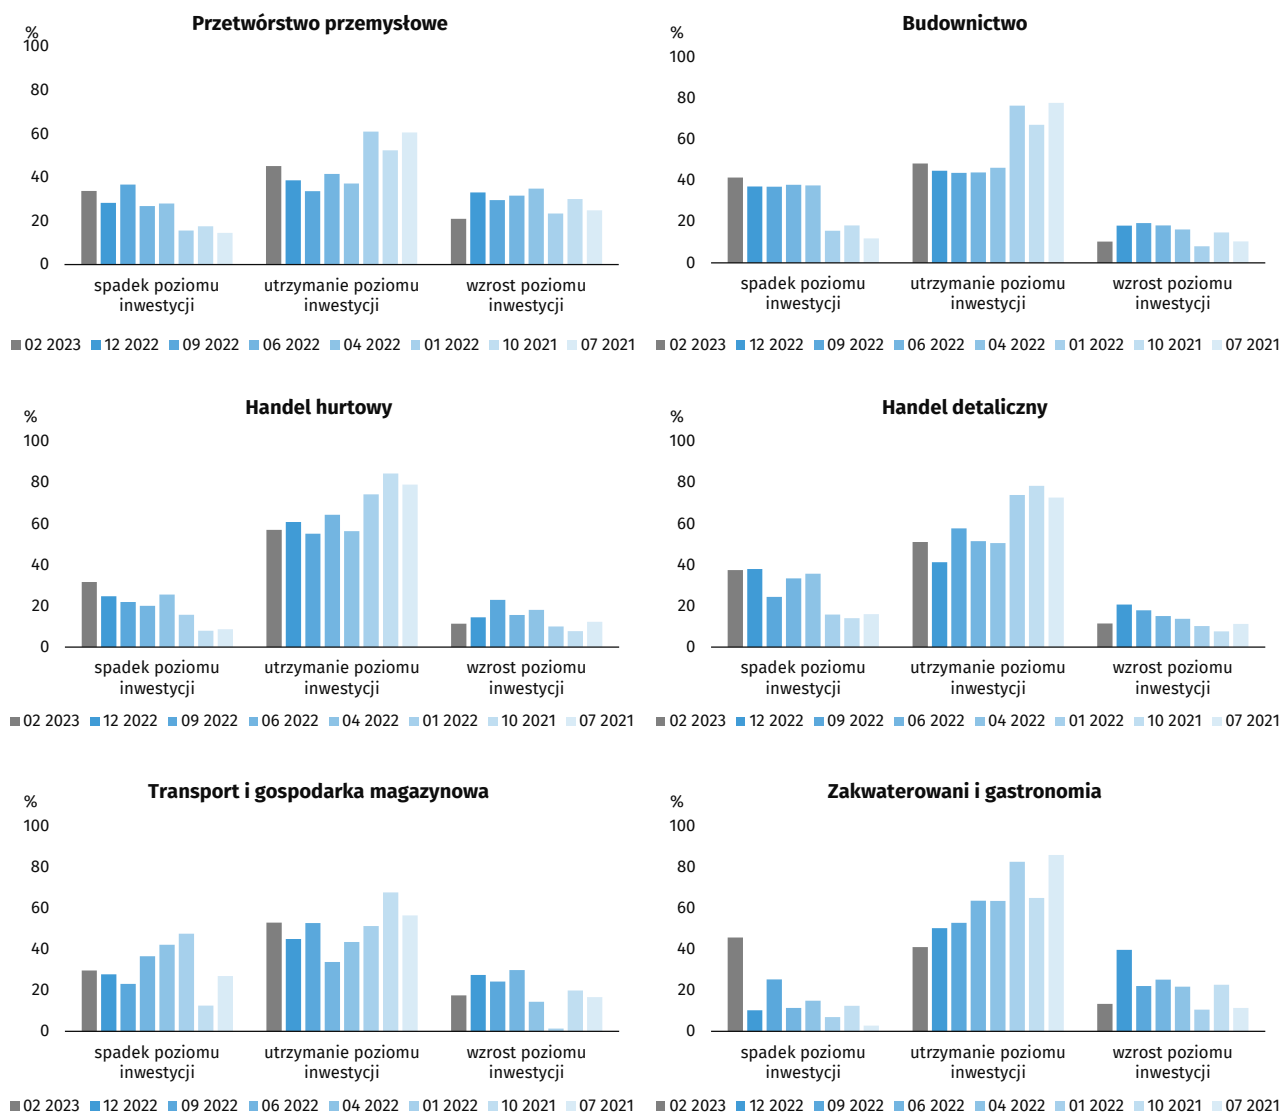 Przetwórstwo przemysłowe
%
100
80
60
40
20
0
spadek poziomu inwestycji
utrzymanie poziomu inwestycji
wzrost poziomu inwestycji
02 2023 12 2022 09 2022 06 2022 04 2022 01 2022 10 2021 07 2021
Budownictwo
%
100
80
60
40
20
0
spadek poziomu inwestycji
utrzymanie poziomu inwestycji
wzrost poziomu inwestycji
02 2023 12 2022 09 2022 06 2022 04 2022 01 2022 10 2021 07 2021
Handel hurtowy
%
100
80
60
40
20
0
spadek poziomu inwestycji
utrzymanie poziomu inwestycji
wzrost poziomu inwestycji
02 2023 12 2022 09 2022 06 2022 04 2022 01 2022 10 2021 07 2021
Handel detaliczny
%
100
80
60
40
20
0
spadek poziomu inwestycji
utrzymanie poziomu inwestycji
wzrost poziomu inwestycji
02 2023 12 2022 09 2022 06 2022 04 2022 01 2022 10 2021 07 2021
Transport i gospodarka magazynowa
%
100
80
60
40
20
0
spadek poziomu inwestycji
utrzymanie poziomu inwestycji
wzrost poziomu inwestycji
02 2023 12 2022 09 2022 06 2022 04 2022 01 2022 10 2021 07 2021
Zakwaterowani i gastronomia
%
100
80
60
40
20
0
spadek poziomu inwestycji
utrzymanie poziomu inwestycji
wzrost poziomu inwestycji
02 2023 12 2022 09 2022 06 2022 04 2022 01 2022 10 2021 07 2021